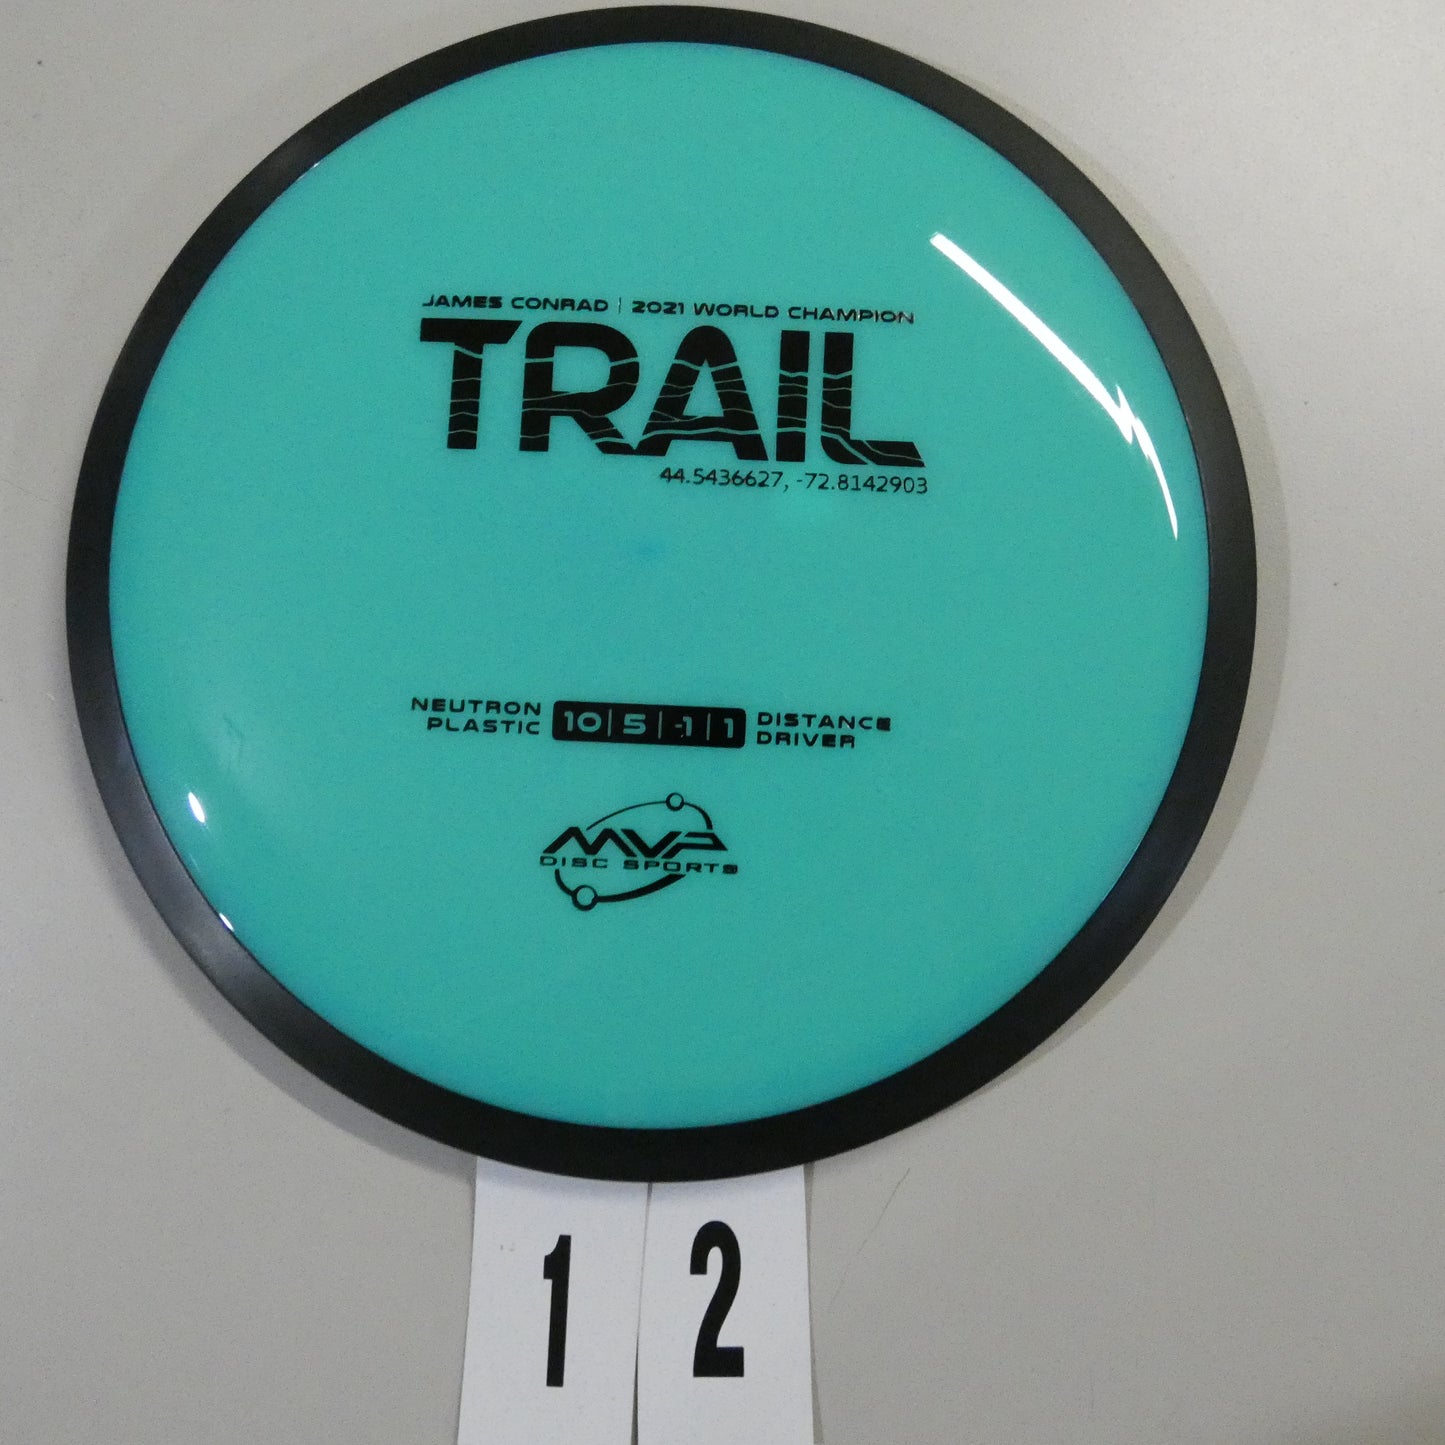 JAMES CONRAD | 2021 WORLD CHAMPION
TRAIL
44.5436627, -72.8142903
NEUTRON PLASTIC 10 | 5 | -1 | 1 DISTANCE DRIVER
MVP
DISC SPORTS
1 2